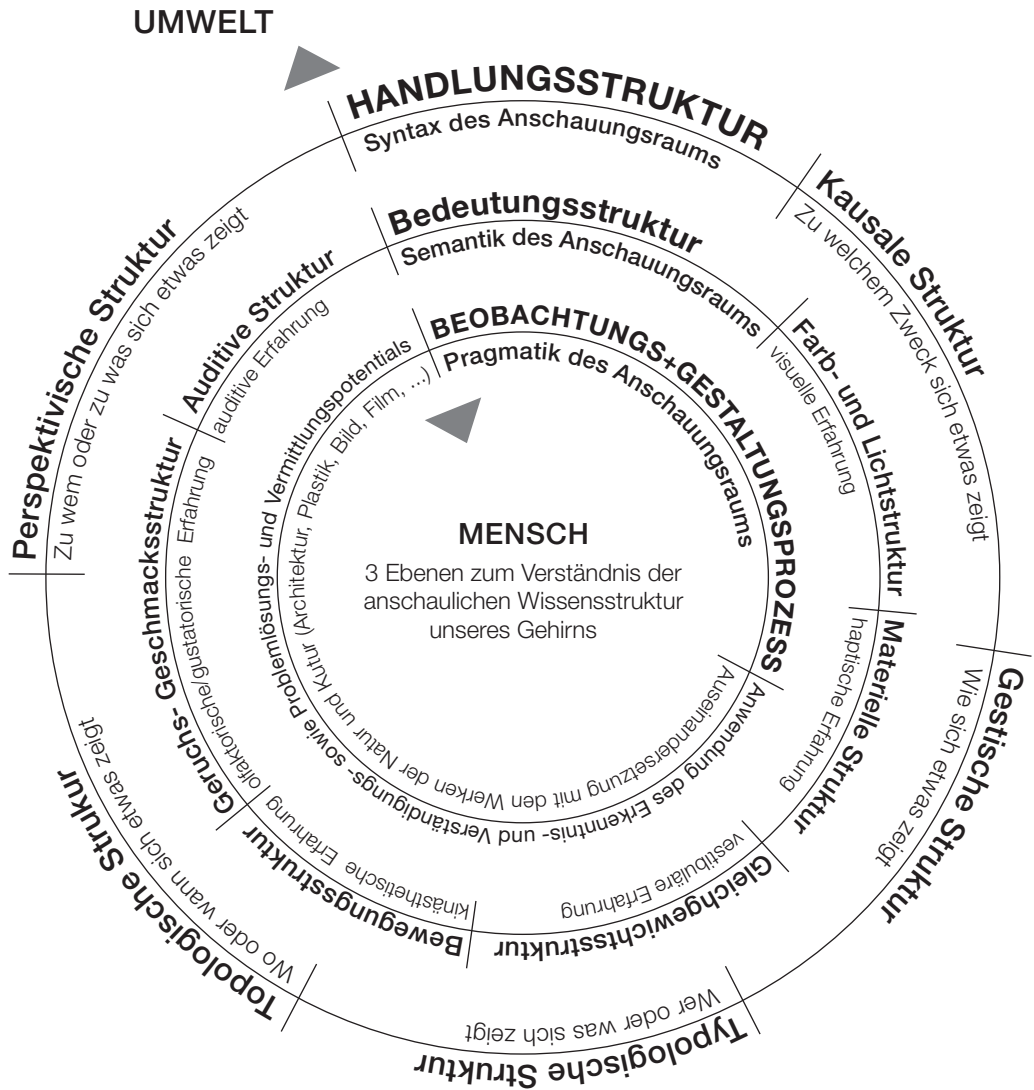 UMWELT
HANDLUNGSSTRUKTUR
Syntax des Anschauungsraums
Kausale Struktur
Zu welchem Zweck sich etwas zeigt
Gestische Struktur
Wie sich etwas zeigt
Typologische Struktur
Wer oder was sich zeigt
Topologische Strukur
Wo oder wann sich etwas zeigt
Perspektivische Struktur
Zu wem oder zu was sich etwas zeigt
Bedeutungsstruktur
Semantik des Anschauungsraums
Farb- und Lichtstruktur
visuelle Erfahrung
Materielle Struktur
haptische Erfahrung
Gleichgewichtsstruktur
vestibuläre Erfahrung
Bewegungsstruktur
kinästhetische Erfahrung
Geruchs- Geschmacksstruktur
olfaktorische/gustatorische Erfahrung
Auditive Struktur
auditive Erfahrung
BEOBACHTUNGS+GESTALTUNGSPROZESS
Pragmatik des Anschauungsraums
Anwendung des Erkenntnis- und Verständigungs- sowie Problemlösungs- und Vermittlungspotentials
Auseinandersetzung mit den Werken der Natur und Kutur (Architektur, Plastik, Bild, Film, ...)
MENSCH
3 Ebenen zum Verständnis der
anschaulichen Wissensstruktur
unseres Gehirns